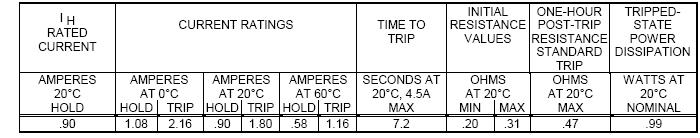 I H RATED CURRENT | CURRENT RATINGS | TIME TO TRIP | INITIAL RESISTANCE VALUES | ONE-HOUR POST-TRIP RESISTANCE STANDARD TRIP | TRIPPED-STATE POWER DISSIPATION
AMPERES 20°C HOLD | AMPERES AT 0°C HOLD TRIP | AMPERES AT 20°C HOLD TRIP | AMPERES AT 60°C HOLD TRIP | SECONDS AT 20°C, 4.5A MAX | OHMS AT 20°C MIN MAX | OHMS AT 20°C MAX | WATTS AT 20°C NOMINAL
.90 | 1.08 | 2.16 | .90 | 1.80 | .58 | 1.16 | 7.2 | .20 | .31 | .47 | .99